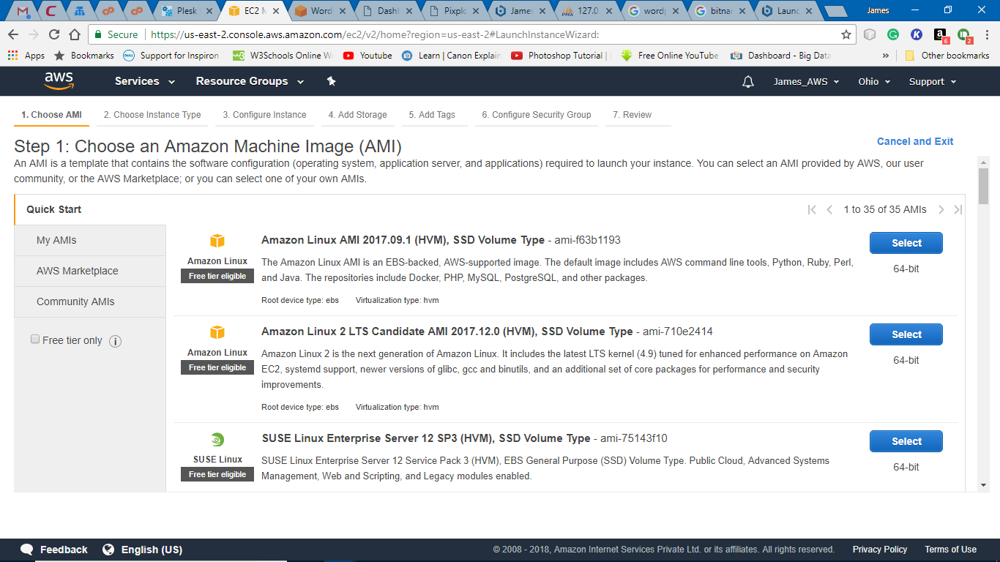 Plesk
EC2 M
Word
Dash
Pixplo
James
127.0
word
bitna
Launc
James
Secure
https://us-east-2.console.aws.amazon.com/ec2/v2/home?region=us-east-2#LaunchInstanceWizard:
6
2
Apps
Bookmarks
Support for Inspiron
W3Schools Online W
Youtube
Learn | Canon Explain
Photoshop Tutorial |
Free Online YouTube
Dashboard - Big Data
»
Other bookmarks
aws
Services
Resource Groups
James_AWS
Ohio
Support
1. Choose AMI
2. Choose Instance Type
3. Configure Instance
4. Add Storage
5. Add Tags
6. Configure Security Group
7. Review
Step 1: Choose an Amazon Machine Image (AMI)
Cancel and Exit
An AMI is a template that contains the software configuration (operating system, application server, and applications) required to launch your instance. You can select an AMI provided by AWS, our user
community, or the AWS Marketplace; or you can select one of your own AMIs.
Quick Start
1 to 35 of 35 AMIs
My AMIs
AWS Marketplace
Community AMIs
Free tier only
Amazon Linux
Free tier eligible
Amazon Linux AMI 2017.09.1 (HVM), SSD Volume Type - ami-f63b1193
The Amazon Linux AMI is an EBS-backed, AWS-supported image. The default image includes AWS command line tools, Python, Ruby, Perl,
and Java. The repositories include Docker, PHP, MySQL, PostgreSQL, and other packages.
Root device type: ebs
Virtualization type: hvm
Select
64-bit
Amazon Linux
Free tier eligible
Amazon Linux 2 LTS Candidate AMI 2017.12.0 (HVM), SSD Volume Type - ami-710e2414
Amazon Linux 2 is the next generation of Amazon Linux. It includes the latest LTS kernel (4.9) tuned for enhanced performance on Amazon
EC2, systemd support, newer versions of glibc, gcc and binutils, and an additional set of core packages for performance and security
improvements.
Root device type: ebs
Virtualization type: hvm
Select
64-bit
SUSE Linux
Free tier eligible
SUSE Linux Enterprise Server 12 SP3 (HVM), SSD Volume Type - ami-75143f10
SUSE Linux Enterprise Server 12 Service Pack 3 (HVM), EBS General Purpose (SSD) Volume Type. Public Cloud, Advanced Systems
Management, Web and Scripting, and Legacy modules enabled.
Select
64-bit
Feedback
English (US)
© 2008 - 2018, Amazon Internet Services Private Ltd. or its affiliates. All rights reserved.
Privacy Policy
Terms of Use